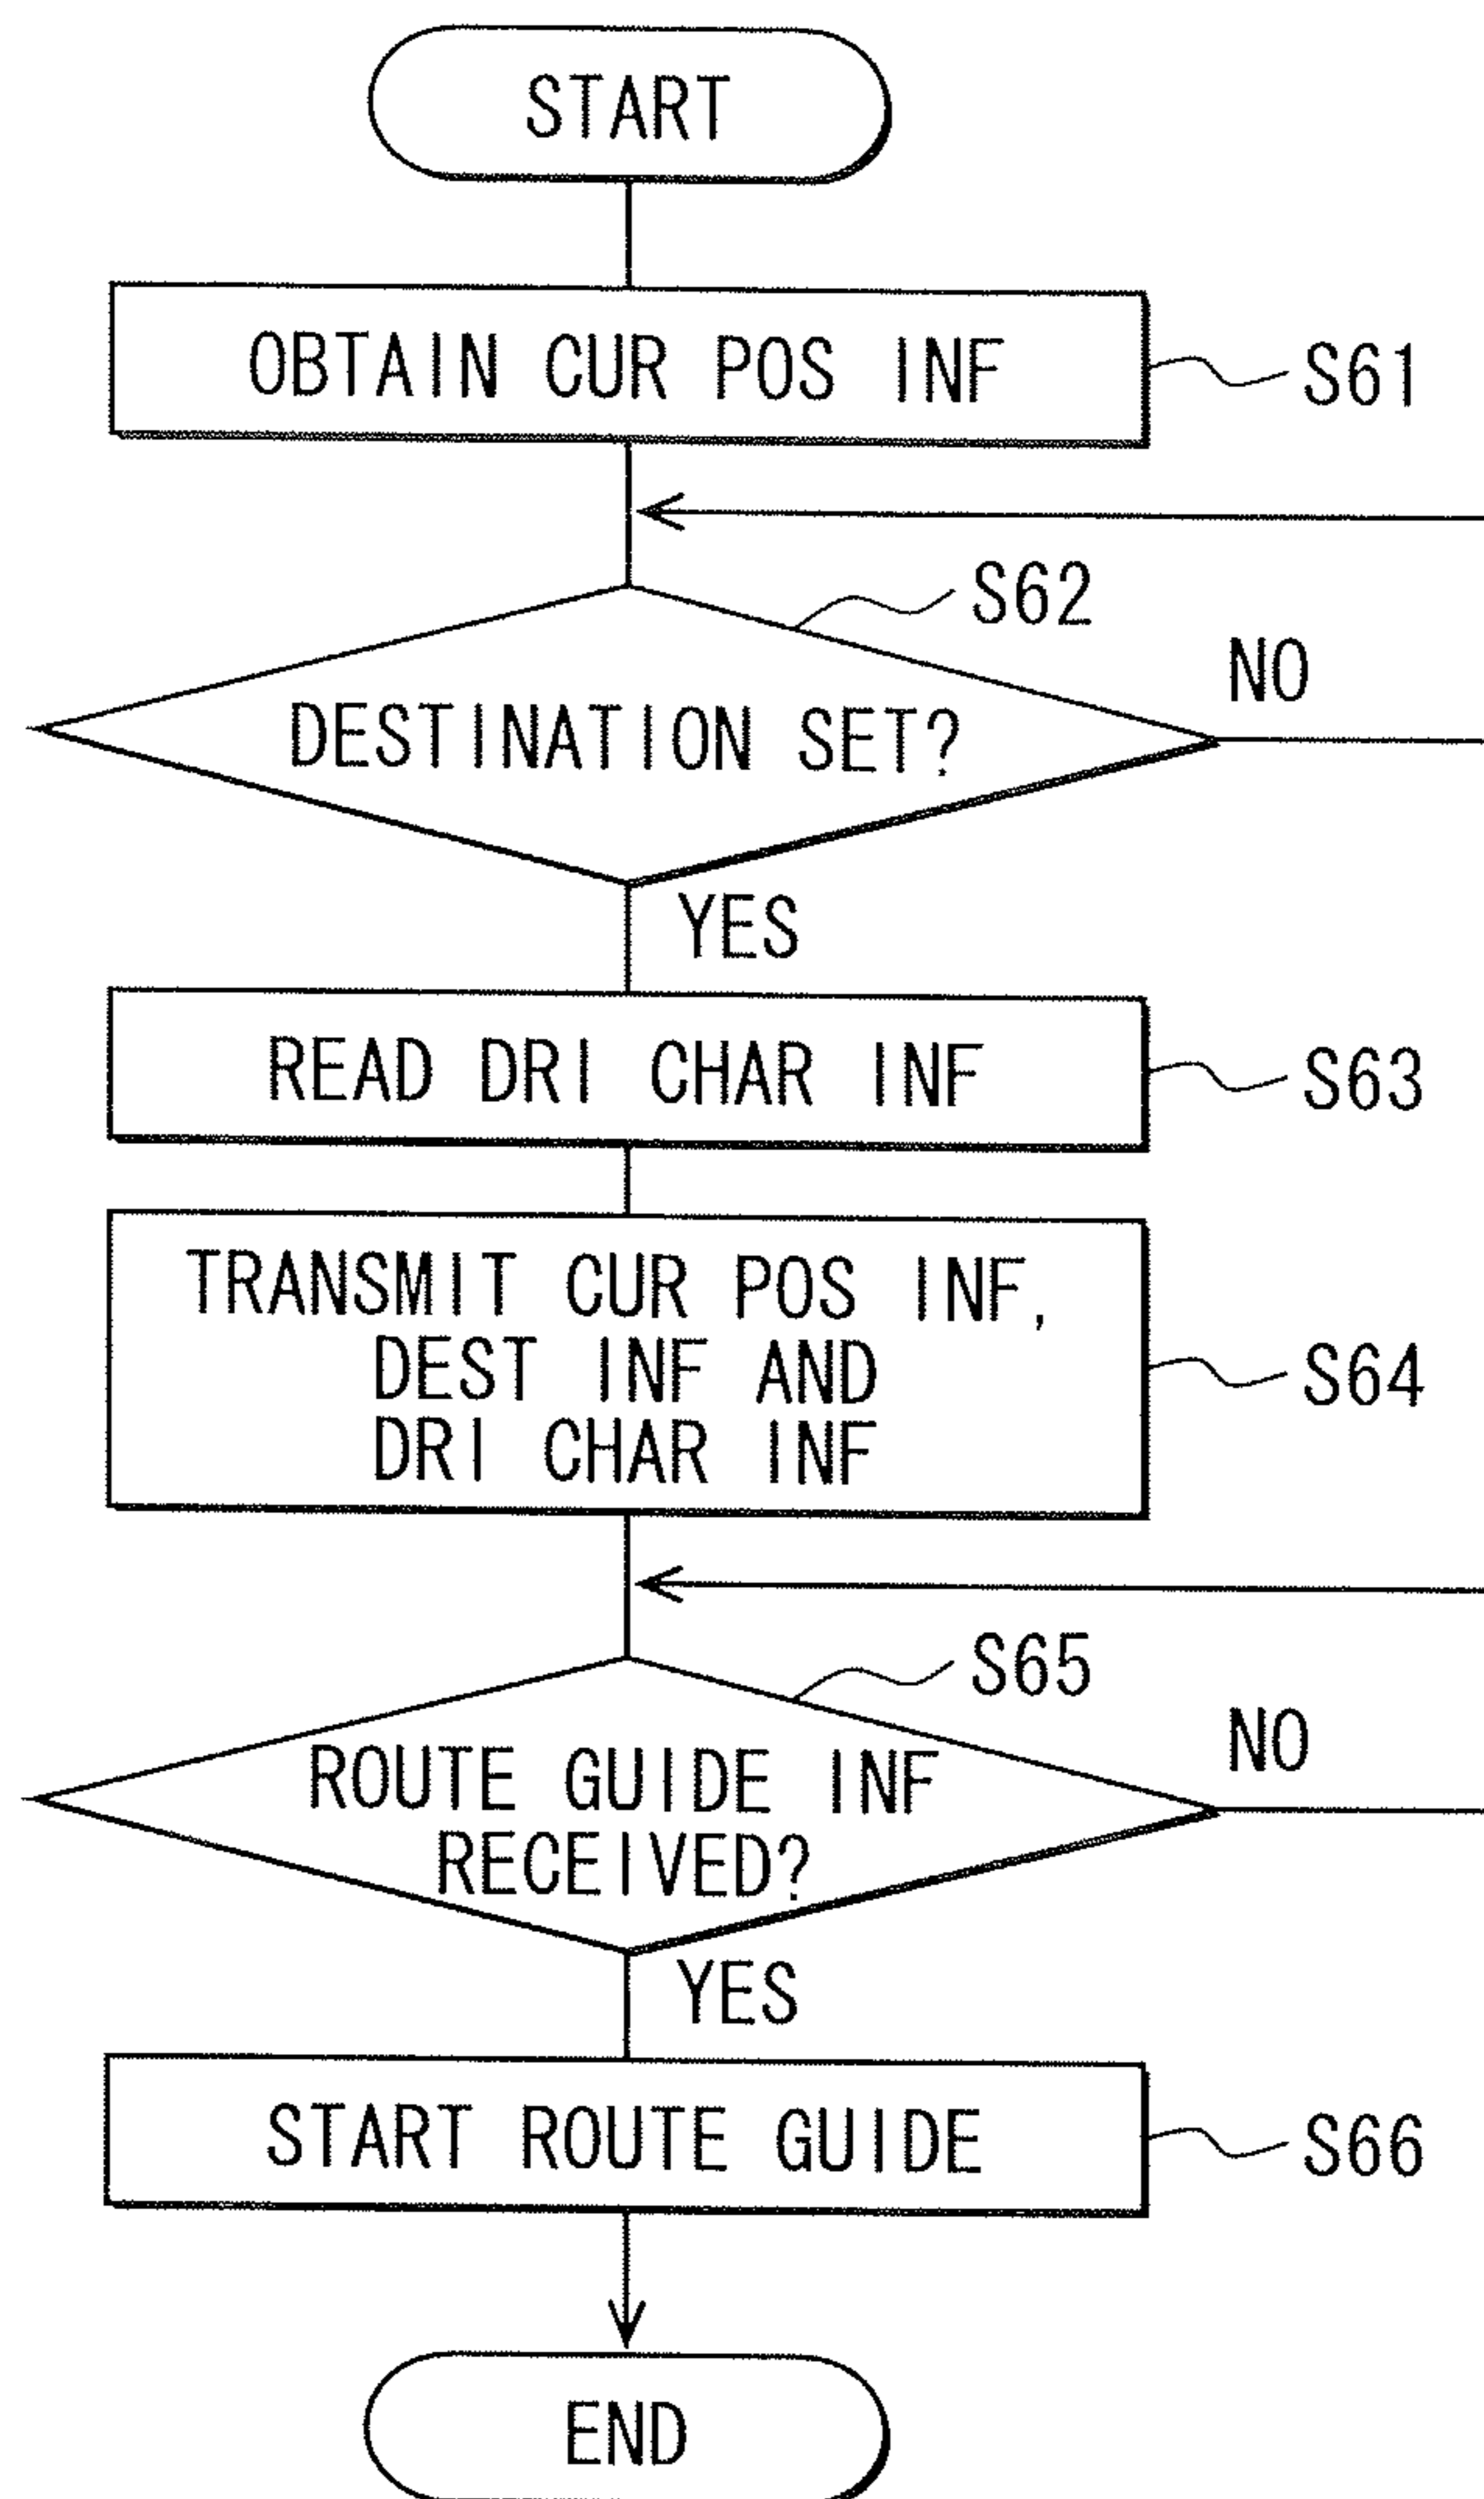 START
OBTAIN CUR POS INF
S61
S62
NO
DESTINATION SET?
YES
READ DRI CHAR INF
S63
TRANSMIT CUR POS INF,
DEST INF AND
DRI CHAR INF
S64
S65
NO
ROUTE GUIDE INF
RECEIVED?
YES
START ROUTE GUIDE
S66
END